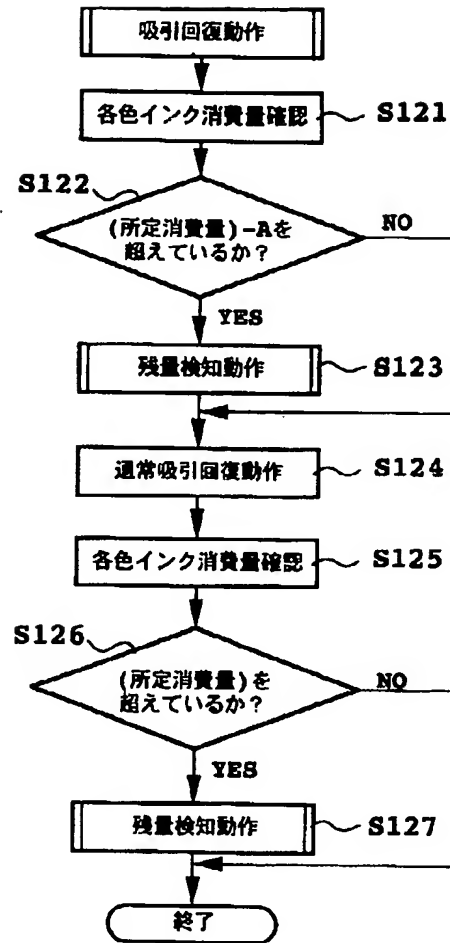 吸引回復動作
各色インク消費量確認
S121
S122
(所定消費量)-Aを
超えているか?
NO
YES
残量検知動作
S123
通常吸引回復動作
S124
各色インク消費量確認
S125
S126
(所定消費量)を
超えているか?
NO
YES
残量検知動作
S127
終了